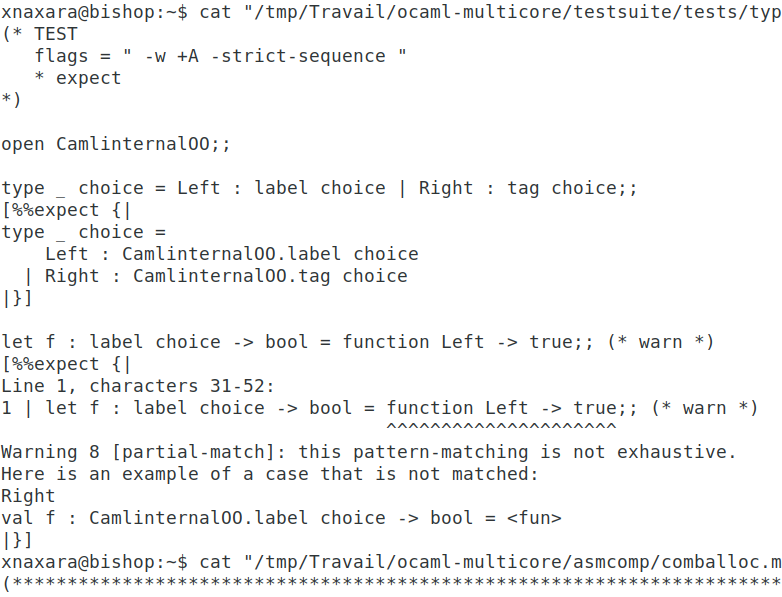 xnaxara@bishop:~$ cat "/tmp/Travail/ocaml-multicore/testsuite/tests/typ
(* TEST
   flags = " -w +A -strict-sequence "
   * expect
*)

open CamlinternalOO;;

type _ choice = Left : label choice | Right : tag choice;;
[%%expect {|
type _ choice =
    Left : CamlinternalOO.label choice
  | Right : CamlinternalOO.tag choice
|}]

let f : label choice -> bool = function Left -> true;; (* warn *)
[%%expect {|
Line 1, characters 31-52:
1 | let f : label choice -> bool = function Left -> true;; (* warn *)
                                   ^^^^^^^^^^^^^^^^^^^^^
Warning 8 [partial-match]: this pattern-matching is not exhaustive.
Here is an example of a case that is not matched:
Right
val f : CamlinternalOO.label choice -> bool = <fun>
|}]
xnaxara@bishop:~$ cat "/tmp/Travail/ocaml-multicore/asmcomp/comballoc.m
(**********************************************************************